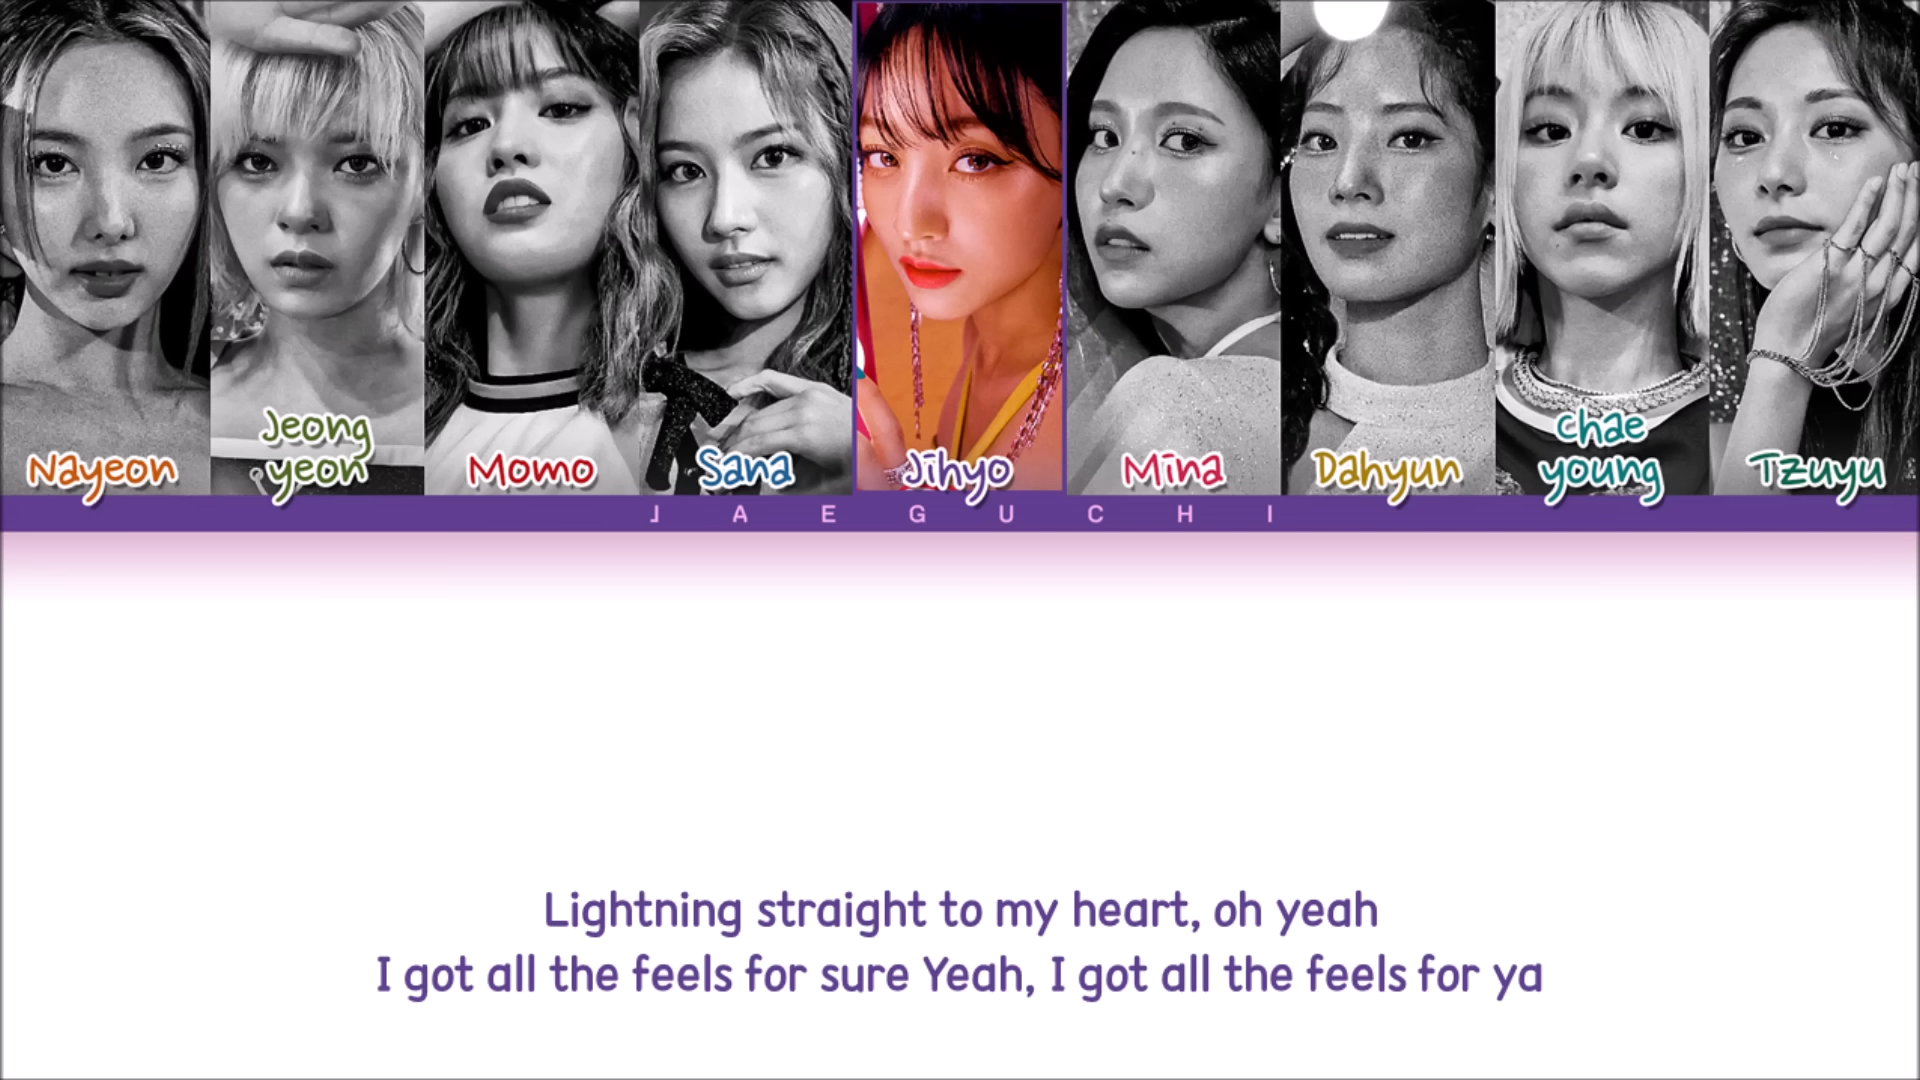 Nayeon
Jeong
yeon
Momo
Sana
Jihyo
Mina
Dahyun
chae
young
Tzuyu
JAEGUCHI
Lightning straight to my heart, oh yeah
I got all the feels for sure Yeah, I got all the feels for ya